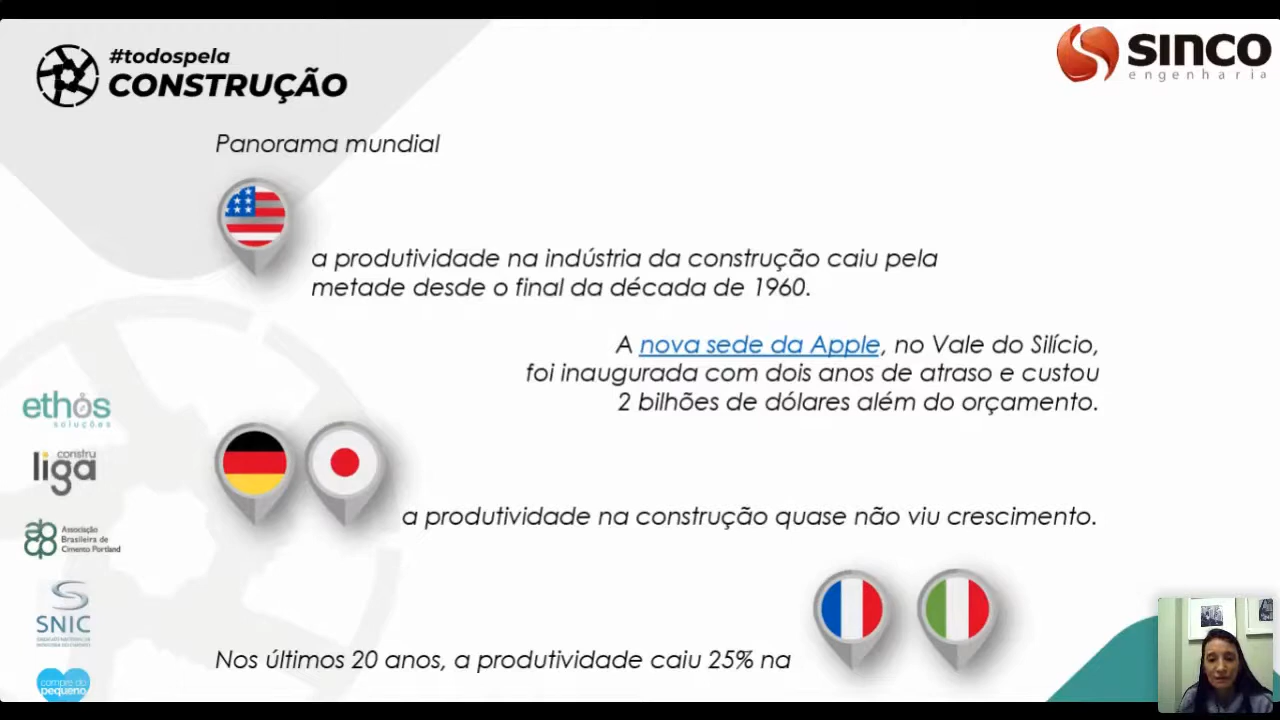 #todospela
CONSTRUÇÃO
SINCO
engenharia
Panorama mundial
a produtividade na indústria da construção caiu pela
metade desde o final da década de 1960.
A nova sede da Apple, no Vale do Silício,
foi inaugurada com dois anos de atraso e custou
2 bilhões de dólares além do orçamento.
ethos
soluções
constru
liga
a produtividade na construção quase não viu crescimento.
Associação
Brasileira de
Cimento Portland
SNIC
Nos últimos 20 anos, a produtividade caiu 25% na
compre do
pequeno